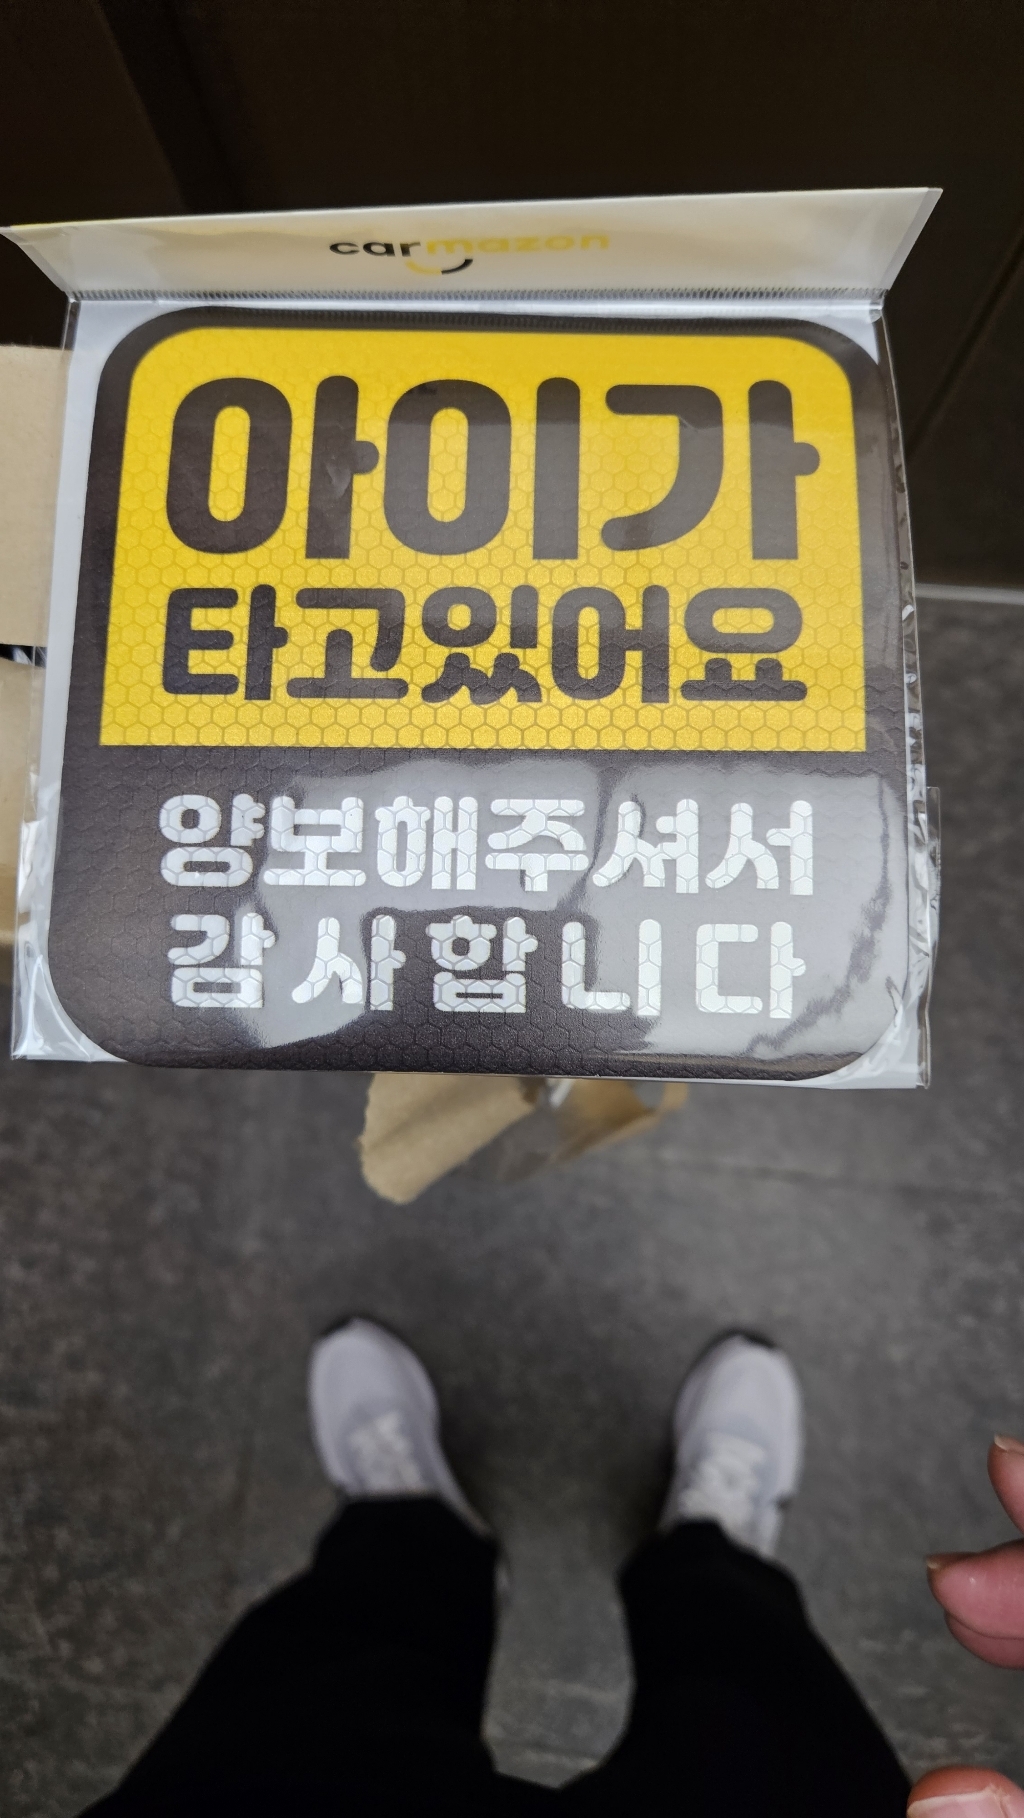 carmazon
아이가
타고있어요
양보해주셔서
감사합니다